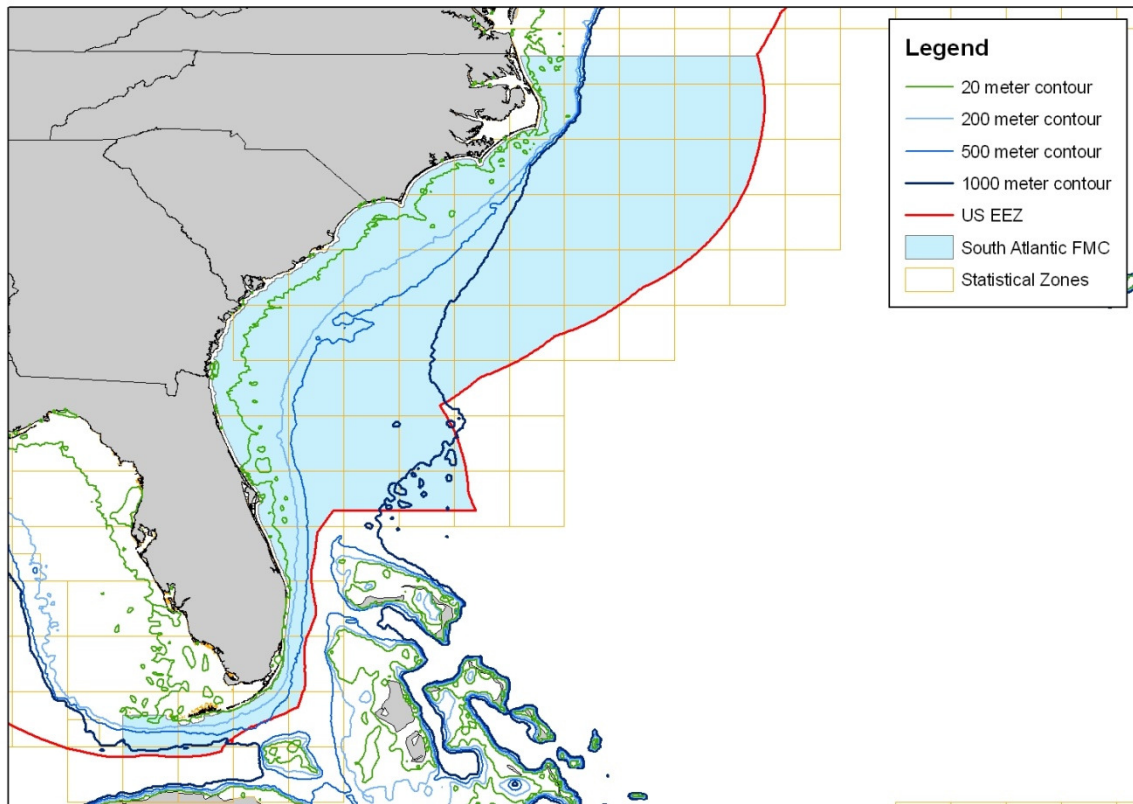 Legend
20 meter contour
200 meter contour
500 meter contour
1000 meter contour
US EEZ
South Atlantic FMC
Statistical Zones